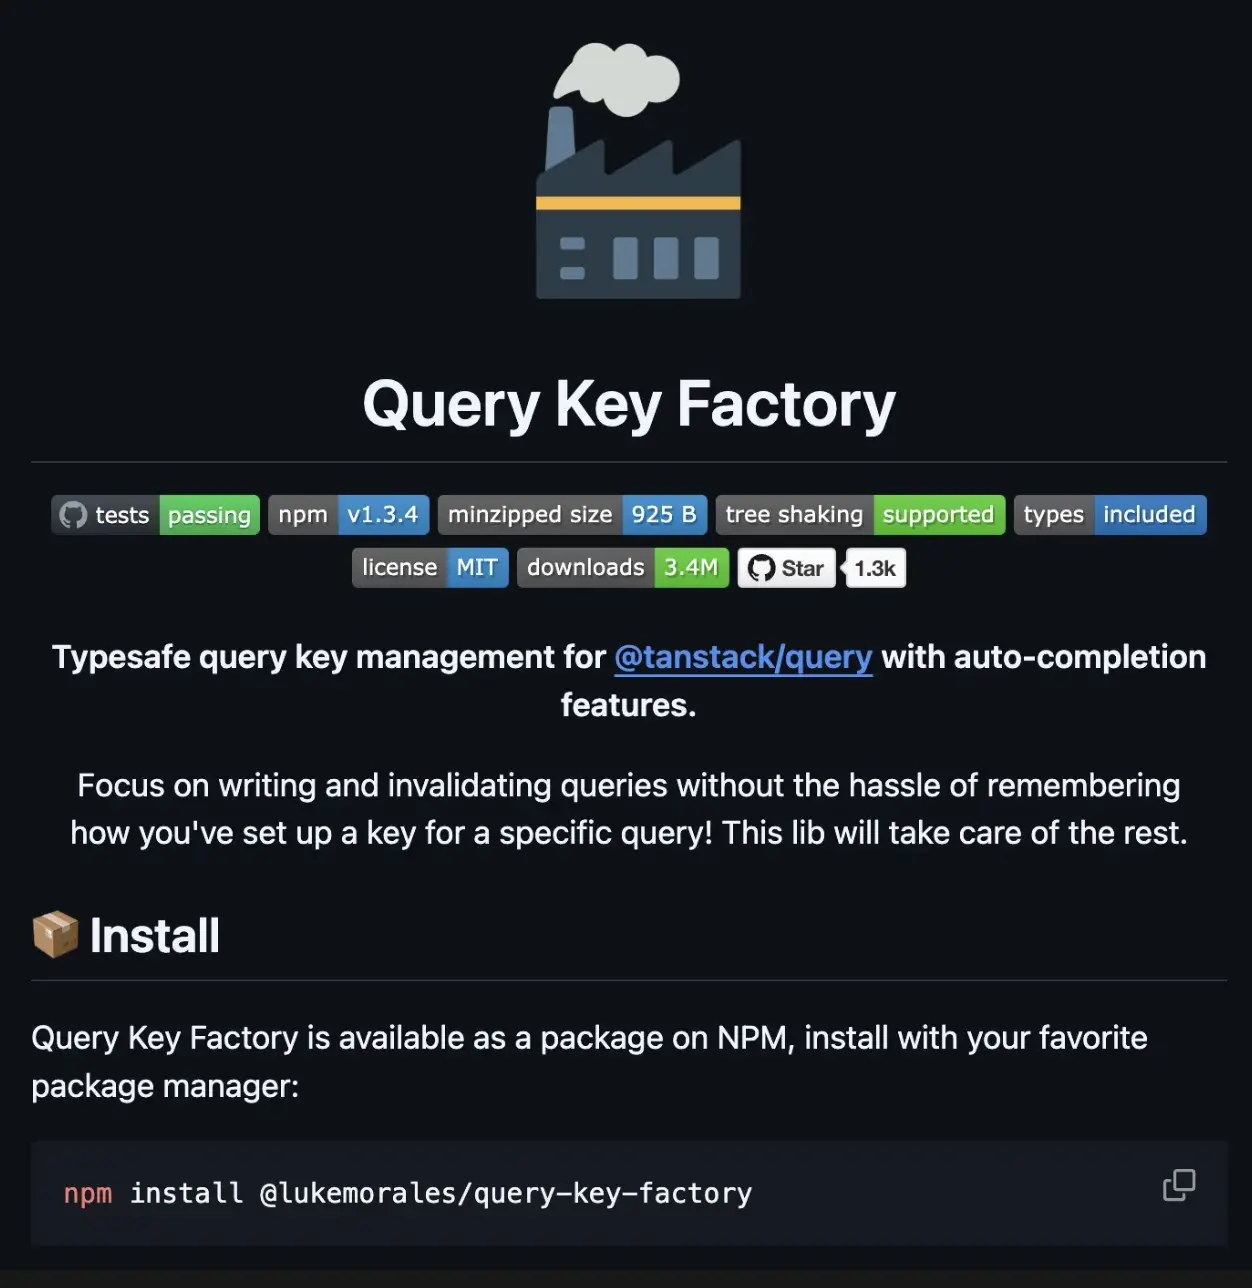 Query Key Factory
tests passing npm v1.3.4 minzipped size 925 B tree shaking supported types included
license MIT downloads 3.4M Star 1.3k
Typesafe query key management for @tanstack/query with auto-completion
features.
Focus on writing and invalidating queries without the hassle of remembering
how you've set up a key for a specific query! This lib will take care of the rest.
📦 Install
Query Key Factory is available as a package on NPM, install with your favorite
package manager:
npm install @lukemorales/query-key-factory